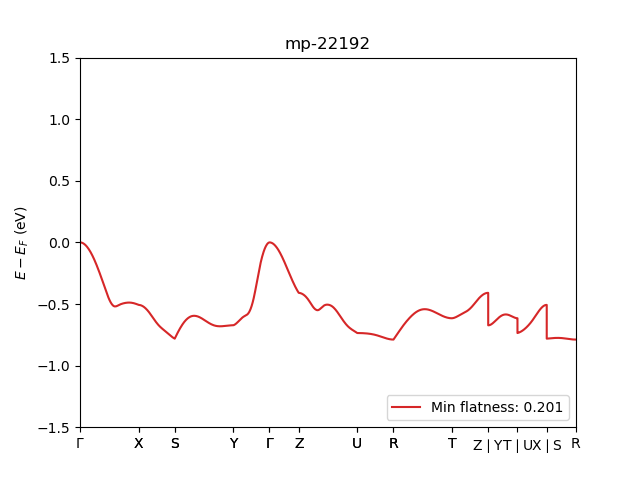 mp-22192
E − E_F (eV)
1.5
1.0
0.5
0.0
−0.5
−1.0
−1.5
Min flatness: 0.201
Γ X S Y Γ Z U R T Z | YT | UX | S R